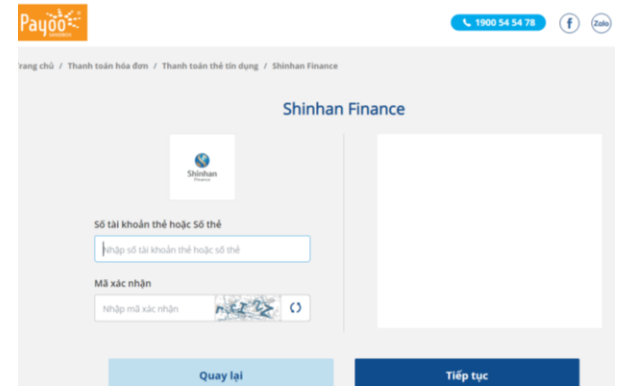 Payoo
1900 54 54 78
f
Zalo
Trang chủ / Thanh toán hóa đơn / Thanh toán thẻ tín dụng / Shinhan Finance
Shinhan Finance
Shinhan
Finance
Số tài khoản thẻ hoặc Số thẻ
Nhập số tài khoản thẻ hoặc số thẻ
Mã xác nhận
Nhập mã xác nhận
Quay lại
Tiếp tục